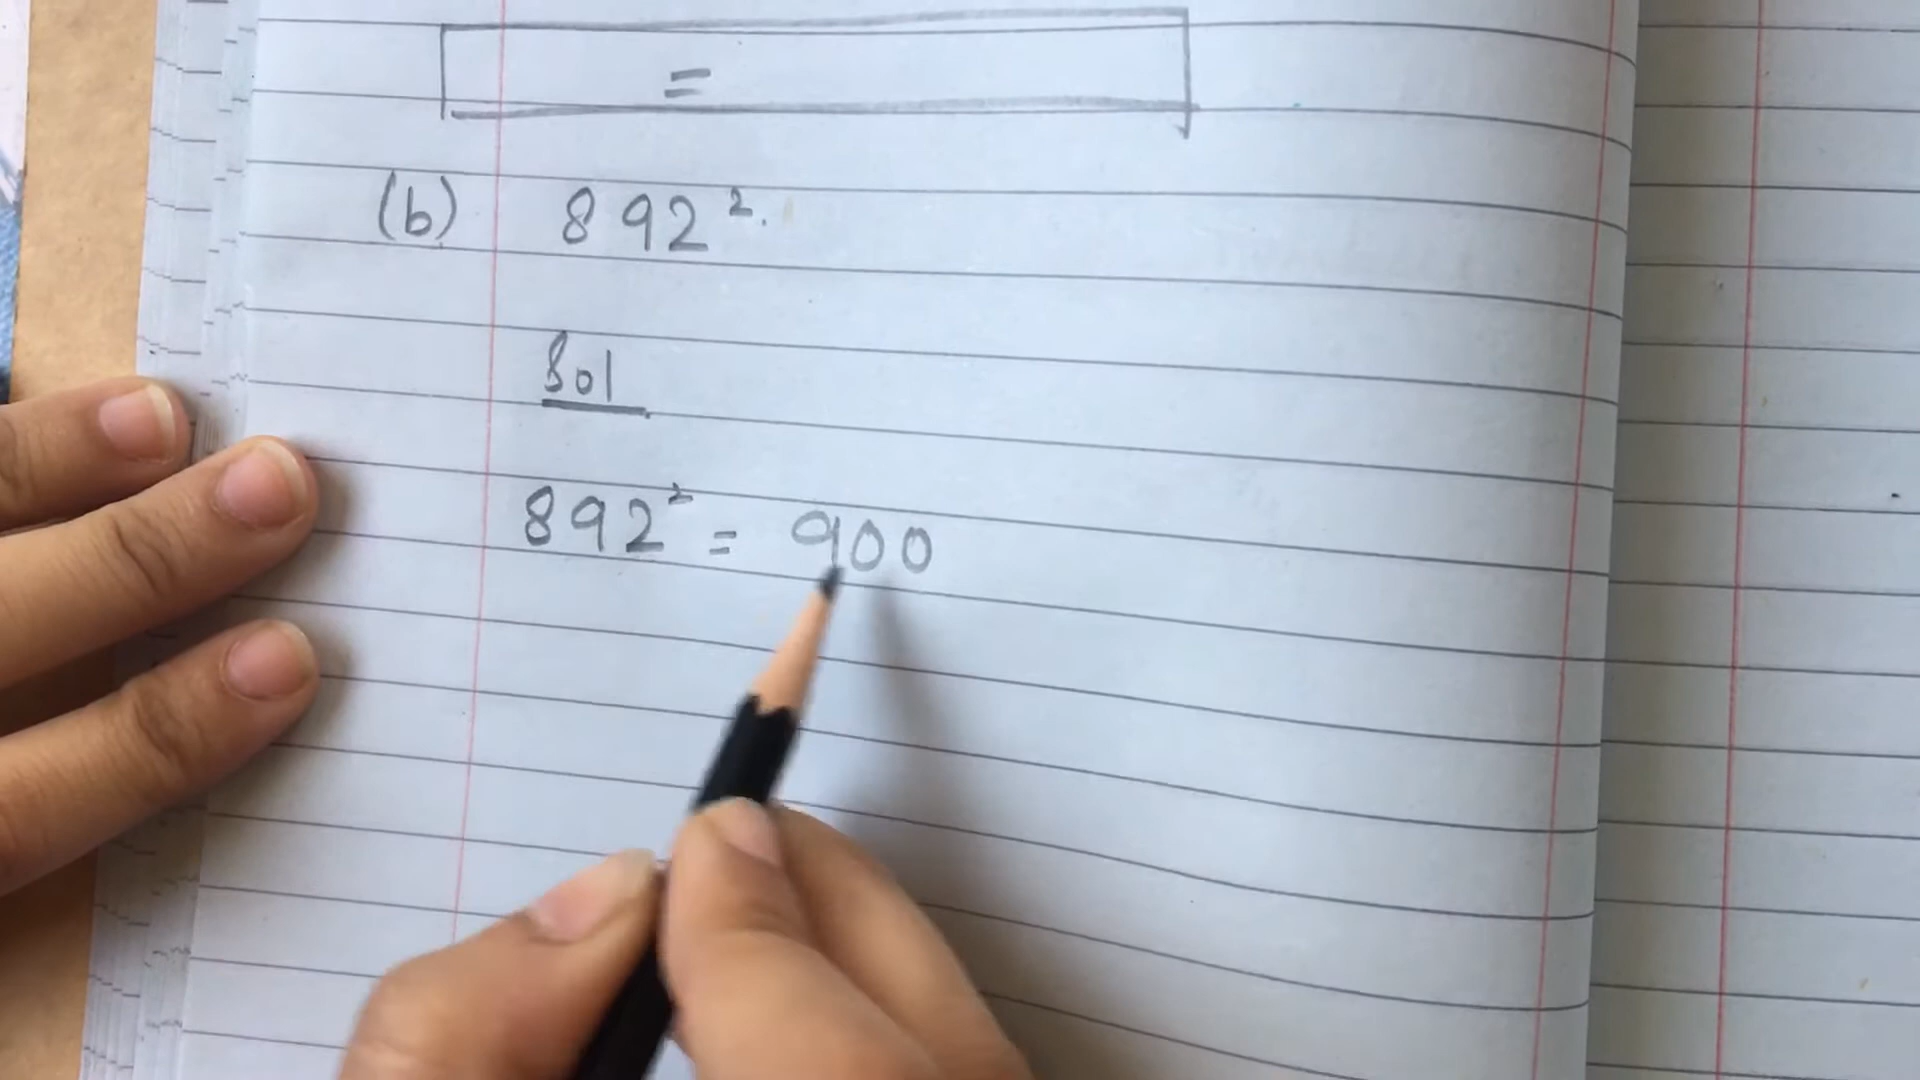 =
(b) 892².
Sol
892² = 900